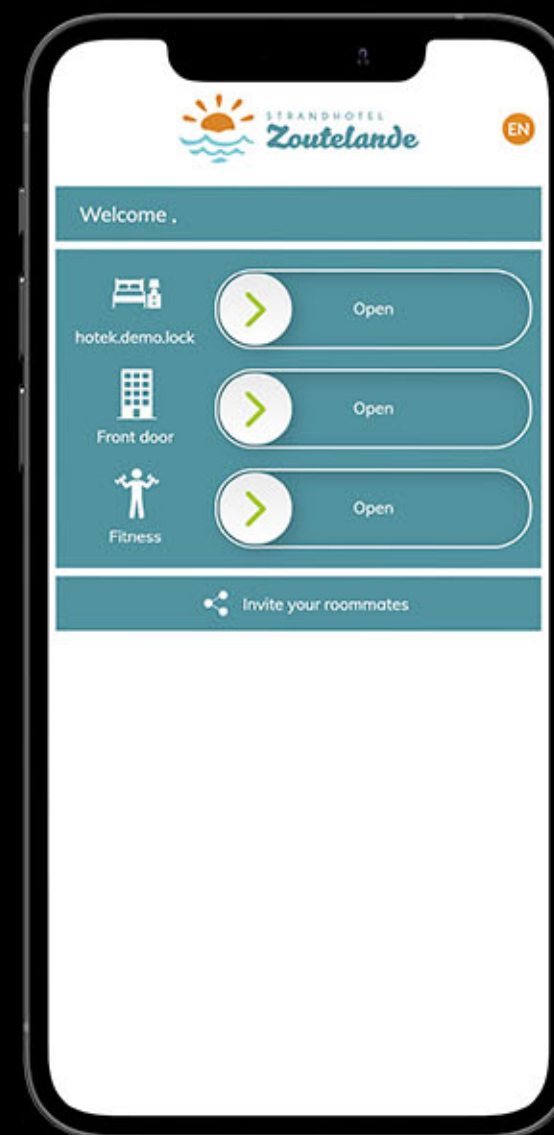 STRANDHOTEL
Zoutelande
EN
Welcome .
hotek.demo.lock
Open
Front door
Open
Fitness
Open
Invite your roommates